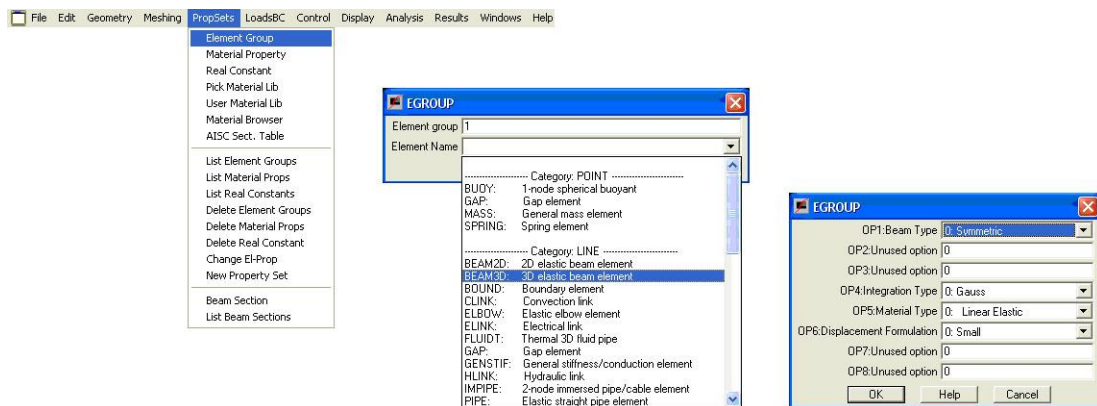 File Edit Geometry Meshing PropSets LoadsBC Control Display Analysis Results Windows Help
Element Group
Material Property
Real Constant
Pick Material Lib
User Material Lib
Material Browser
AISC Sect. Table
List Element Groups
List Material Props
List Real Constants
Delete Element Groups
Delete Material Props
Delete Real Constant
Change El-Prop
New Property Set
Beam Section
List Beam Sections
EGROUP
Element group 1
Element Name
---------------------- Category: POINT -------------------------
BUOY: 1-node spherical buoyant
GAP: Gap element
MASS: General mass element
SPRING: Spring element
---------------------- Category: LINE --------------------------
BEAM2D: 2D elastic beam element
BEAM3D: 3D elastic beam element
BOUND: Boundary element
CLINK: Convection link
ELBOW: Elastic elbow element
ELINK: Electrical link
FLUIDT: Thermal 3D fluid pipe
GAP: Gap element
GENSTIF: General stiffness/conduction element
HLINK: Hydraulic link
IMPIPE: 2-node immersed pipe/cable element
PIPE: Elastic straight pipe element
EGROUP
OP1:Beam Type 0: Symmetric
OP2:Unused option 0
OP3:Unused option 0
OP4:Integration Type 0: Gauss
OP5:Material Type 0: Linear Elastic
OP6:Displacement Formulation 0: Small
OP7:Unused option 0
OP8:Unused option 0
OK Help Cancel